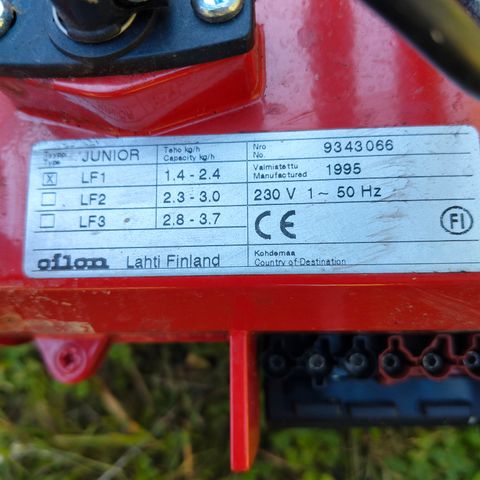 Tyyppi Type JUNIOR Teho kg/h Capacity kg/h Nro No. 9343066
X LF1 1.4 - 2.4 Valmistettu Manufactured 1995
LF2 2.3 - 3.0 230 V 1~ 50 Hz
LF3 2.8 - 3.7 CE FI
oilon Lahti Finland Kohdemaa Country of Destination